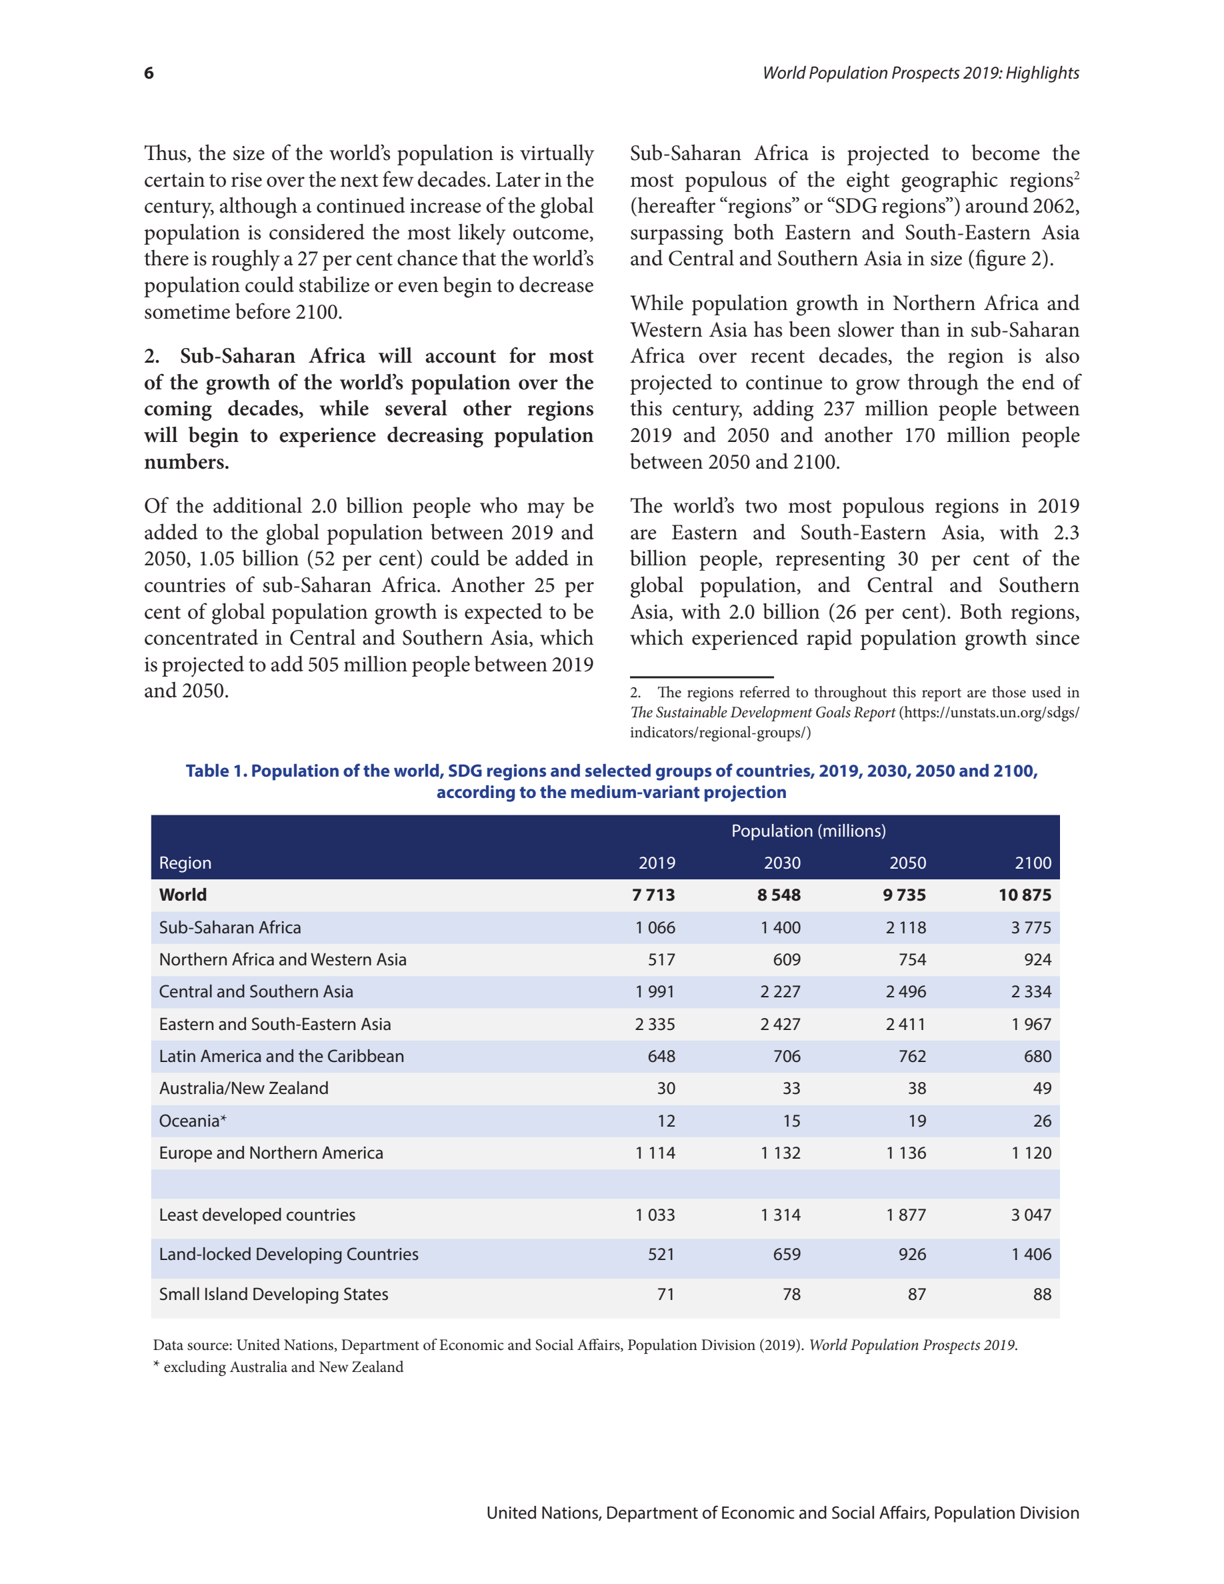 6
World Population Prospects 2019: Highlights
Thus, the size of the world’s population is virtually
certain to rise over the next few decades. Later in the
century, although a continued increase of the global
population is considered the most likely outcome,
there is roughly a 27 per cent chance that the world’s
population could stabilize or even begin to decrease
sometime before 2100.
2. Sub-Saharan Africa will account for most
of the growth of the world’s population over the
coming decades, while several other regions
will begin to experience decreasing population
numbers.
Of the additional 2.0 billion people who may be
added to the global population between 2019 and
2050, 1.05 billion (52 per cent) could be added in
countries of sub-Saharan Africa. Another 25 per
cent of global population growth is expected to be
concentrated in Central and Southern Asia, which
is projected to add 505 million people between 2019
and 2050.
Sub-Saharan Africa is projected to become the
most populous of the eight geographic regions2
(hereafter “regions” or “SDG regions”) around 2062,
surpassing both Eastern and South-Eastern Asia
and Central and Southern Asia in size (figure 2).
While population growth in Northern Africa and
Western Asia has been slower than in sub-Saharan
Africa over recent decades, the region is also
projected to continue to grow through the end of
this century, adding 237 million people between
2019 and 2050 and another 170 million people
between 2050 and 2100.
The world’s two most populous regions in 2019
are Eastern and South-Eastern Asia, with 2.3
billion people, representing 30 per cent of the
global population, and Central and Southern
Asia, with 2.0 billion (26 per cent). Both regions,
which experienced rapid population growth since
2. The regions referred to throughout this report are those used in
The Sustainable Development Goals Report (https://unstats.un.org/sdgs/
indicators/regional-groups/)
Table 1. Population of the world, SDG regions and selected groups of countries, 2019, 2030, 2050 and 2100,
according to the medium-variant projection
Population (millions)
Region 2019 2030 2050 2100
World 7 713 8 548 9 735 10 875
Sub-Saharan Africa 1 066 1 400 2 118 3 775
Northern Africa and Western Asia 517 609 754 924
Central and Southern Asia 1 991 2 227 2 496 2 334
Eastern and South-Eastern Asia 2 335 2 427 2 411 1 967
Latin America and the Caribbean 648 706 762 680
Australia/New Zealand 30 33 38 49
Oceania* 12 15 19 26
Europe and Northern America 1 114 1 132 1 136 1 120
Least developed countries 1 033 1 314 1 877 3 047
Land-locked Developing Countries 521 659 926 1 406
Small Island Developing States 71 78 87 88
Data source: United Nations, Department of Economic and Social Affairs, Population Division (2019). World Population Prospects 2019.
* excluding Australia and New Zealand
United Nations, Department of Economic and Social Affairs, Population Division